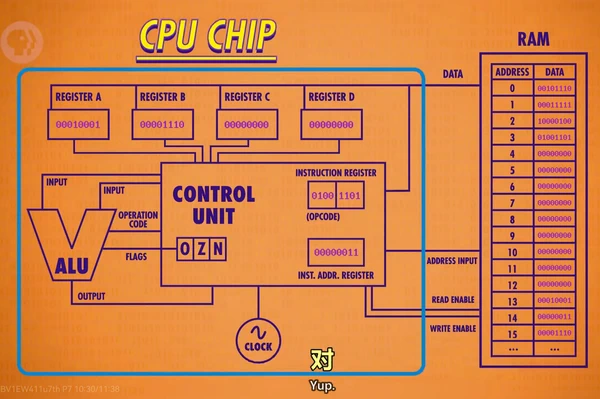 CPU CHIP
RAM
DATA
REGISTER A
REGISTER B
REGISTER C
REGISTER D
00010001
00001110
00000000
00000000
INPUT
INPUT
OPERATION
CODE
FLAGS
ALU
OUTPUT
CONTROL
UNIT
O Z N
INSTRUCTION REGISTER
0100 1101
(OPCODE)
00000011
INST. ADDR. REGISTER
CLOCK
ADDRESS INPUT
READ ENABLE
WRITE ENABLE
ADDRESS DATA
0 00101110
1 00011111
2 10000100
3 01001101
4 00000000
5 00000000
6 00000000
7 00000000
8 00000000
9 00000000
10 00000000
11 00000000
12 00000000
13 00010001
14 00000011
15 00001110
... ...
对
Yup.
P7 10:30/11:38